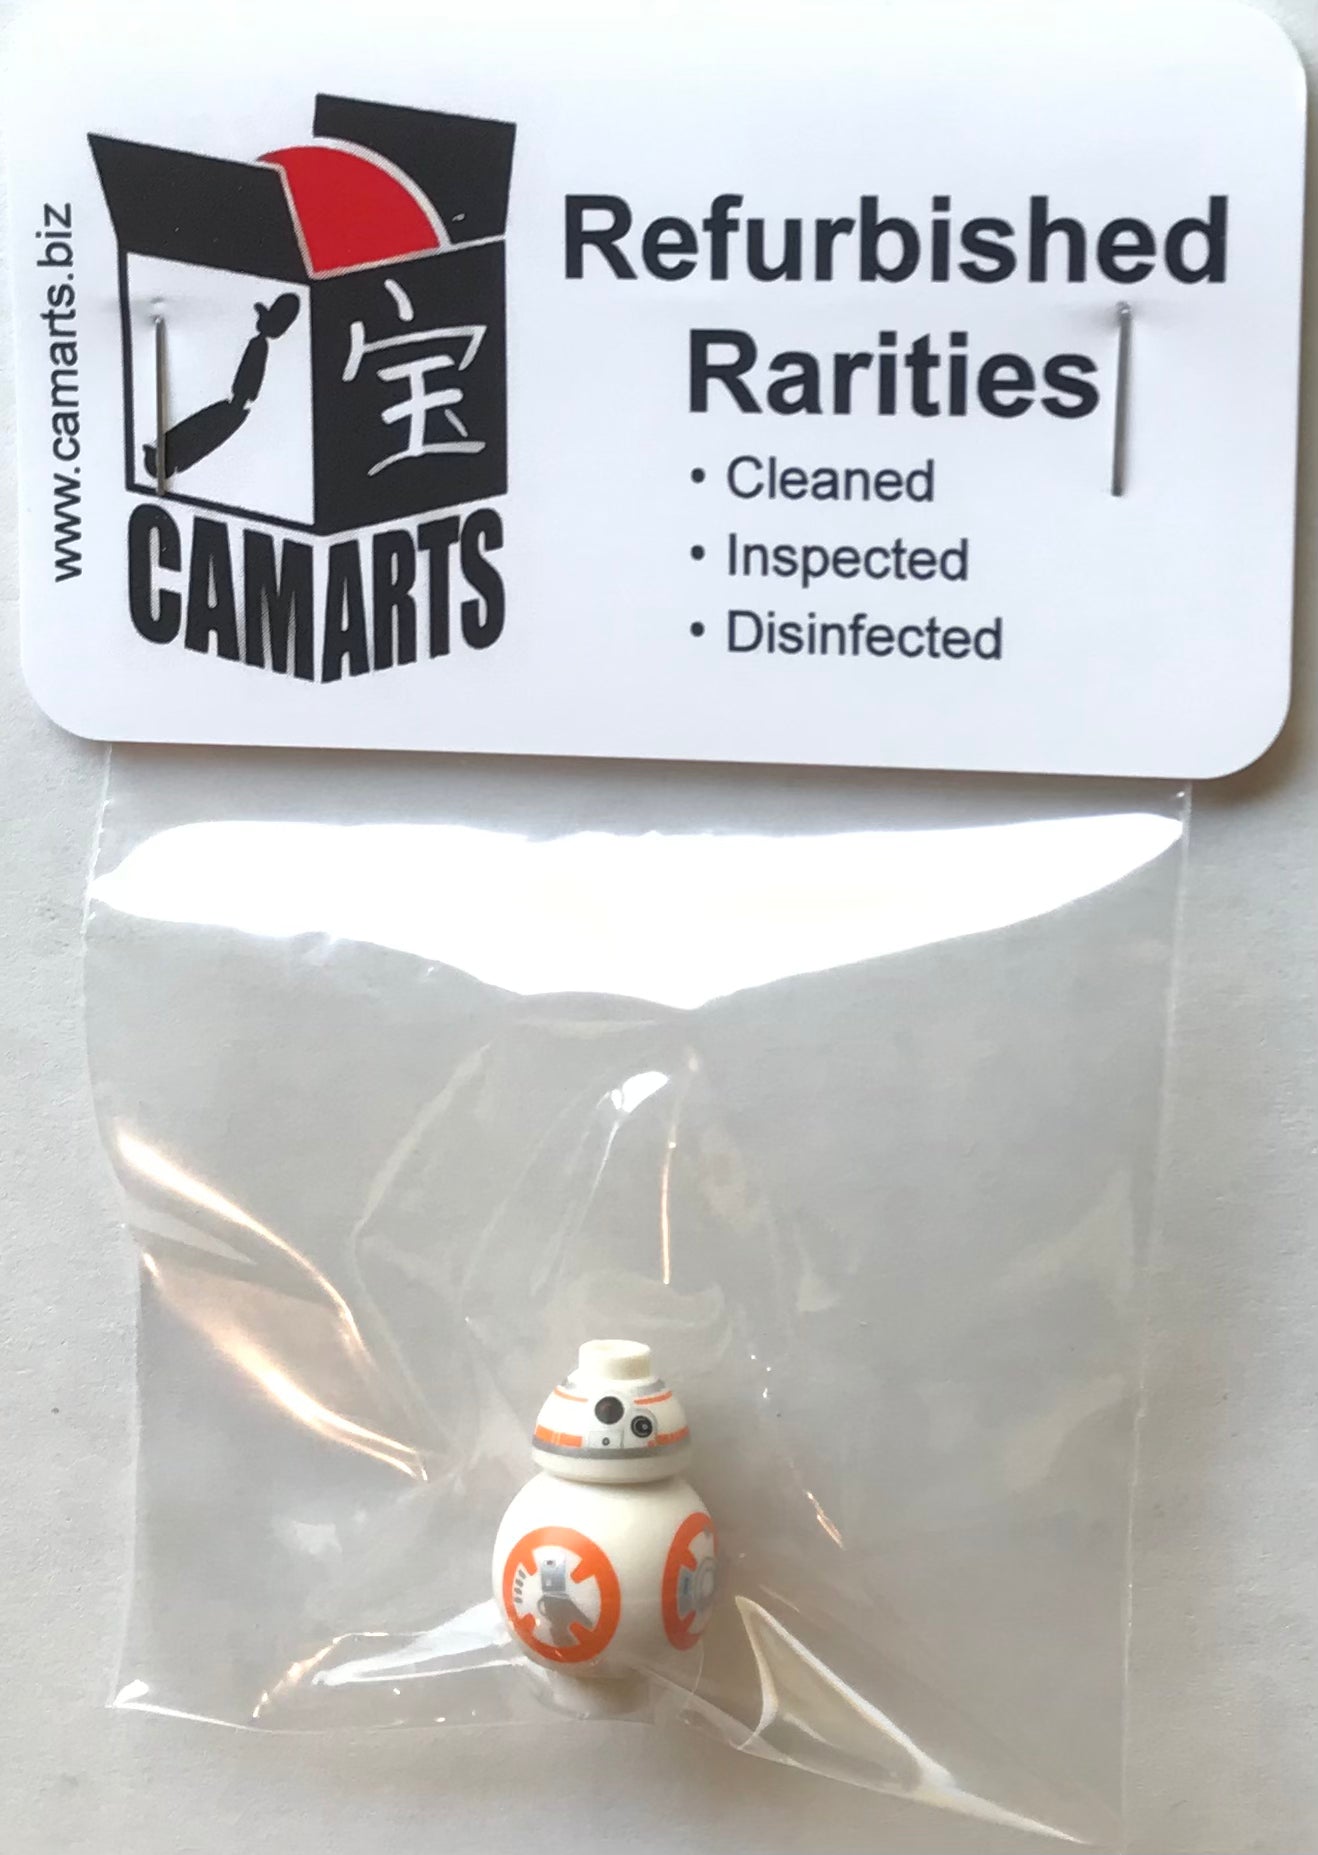 www.camarts.biz
宝
CAMARTS
Refurbished
Rarities
• Cleaned
• Inspected
• Disinfected